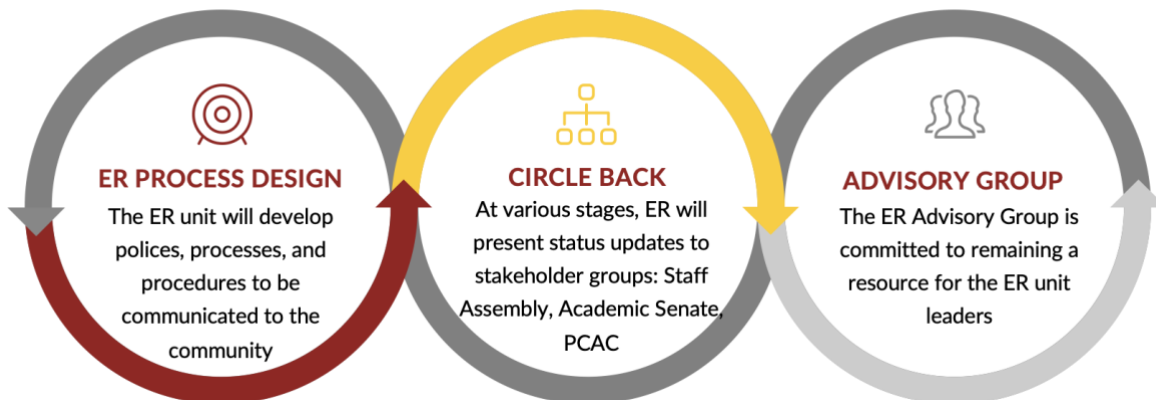 ER PROCESS DESIGN
The ER unit will develop
polices, processes, and
procedures to be
communicated to the
community
CIRCLE BACK
At various stages, ER will
present status updates to
stakeholder groups: Staff
Assembly, Academic Senate,
PCAC
ADVISORY GROUP
The ER Advisory Group is
committed to remaining a
resource for the ER unit
leaders